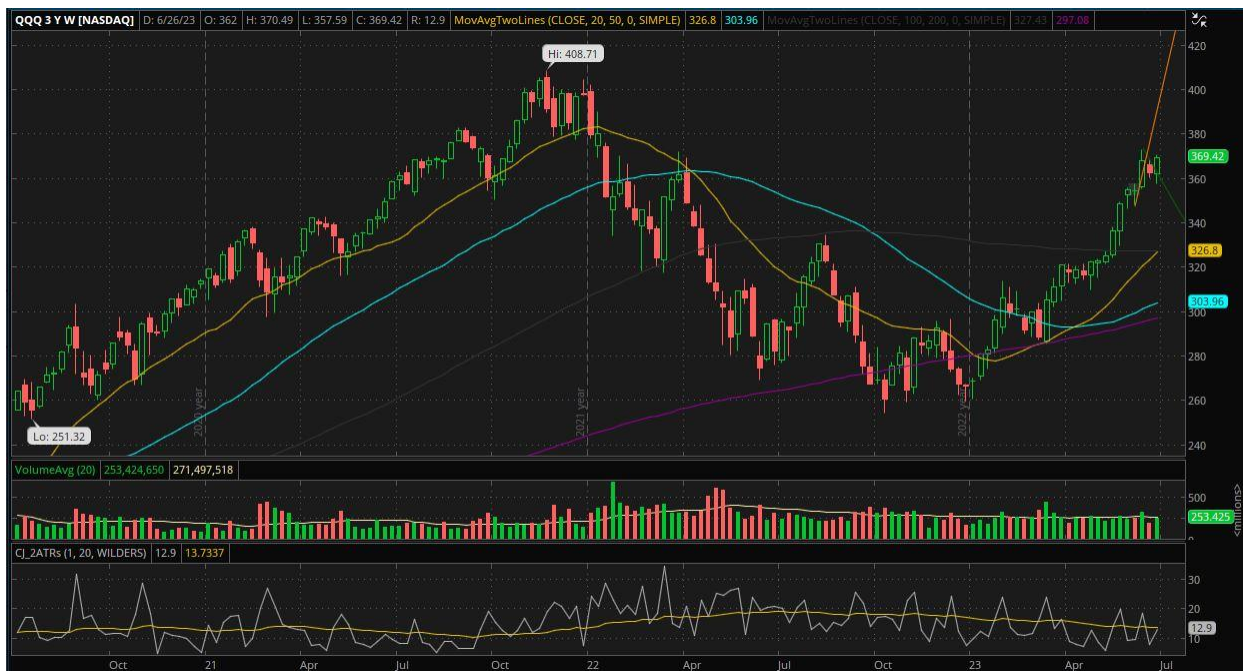 QQQ 3 Y W [NASDAQ] D: 6/26/23 O: 362 H: 370.49 L: 357.59 C: 369.42 R: 12.9 MovAvgTwoLines (CLOSE, 20, 50, 0, SIMPLE) 326.8 303.96 MovAvgTwoLines (CLOSE, 100, 200, 0, SIMPLE) 327.43 297.08
420
Hi: 408.71
400
380
369.42
360
340
326.8
320
303.96
300
280
2020 year
2021 year
2022 year
260
Lo: 251.32
240
VolumeAvg (20) 253,424,650 271,497,518
500
253.425
<millions>
CJ_2ATRs (1, 20, WILDERS) 12.9 13.7337
30
20
12.9
10
Oct 21 Apr Jul Oct 22 Apr Jul Oct 23 Apr Jul